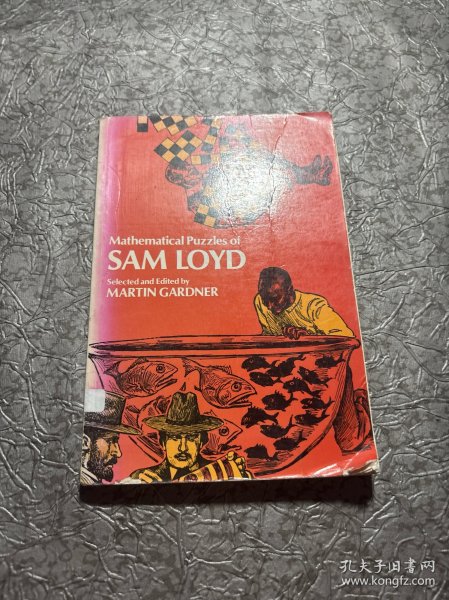 Mathematical Puzzles of
SAM LOYD
Selected and Edited by
MARTIN GARDNER
孔夫子旧书网
www.kongfz.com